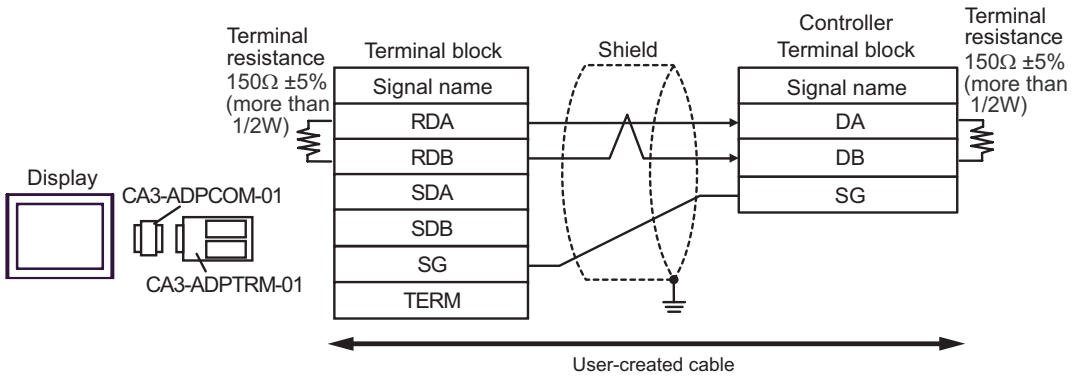 Terminal
resistance
150Ω ±5%
(more than
1/2W)
Terminal block
Signal name
RDA
RDB
SDA
SDB
SG
TERM
Shield
Controller
Terminal block
Signal name
DA
DB
SG
Terminal
resistance
150Ω ±5%
(more than
1/2W)
Display
CA3-ADPCOM-01
CA3-ADPTRM-01
User-created cable